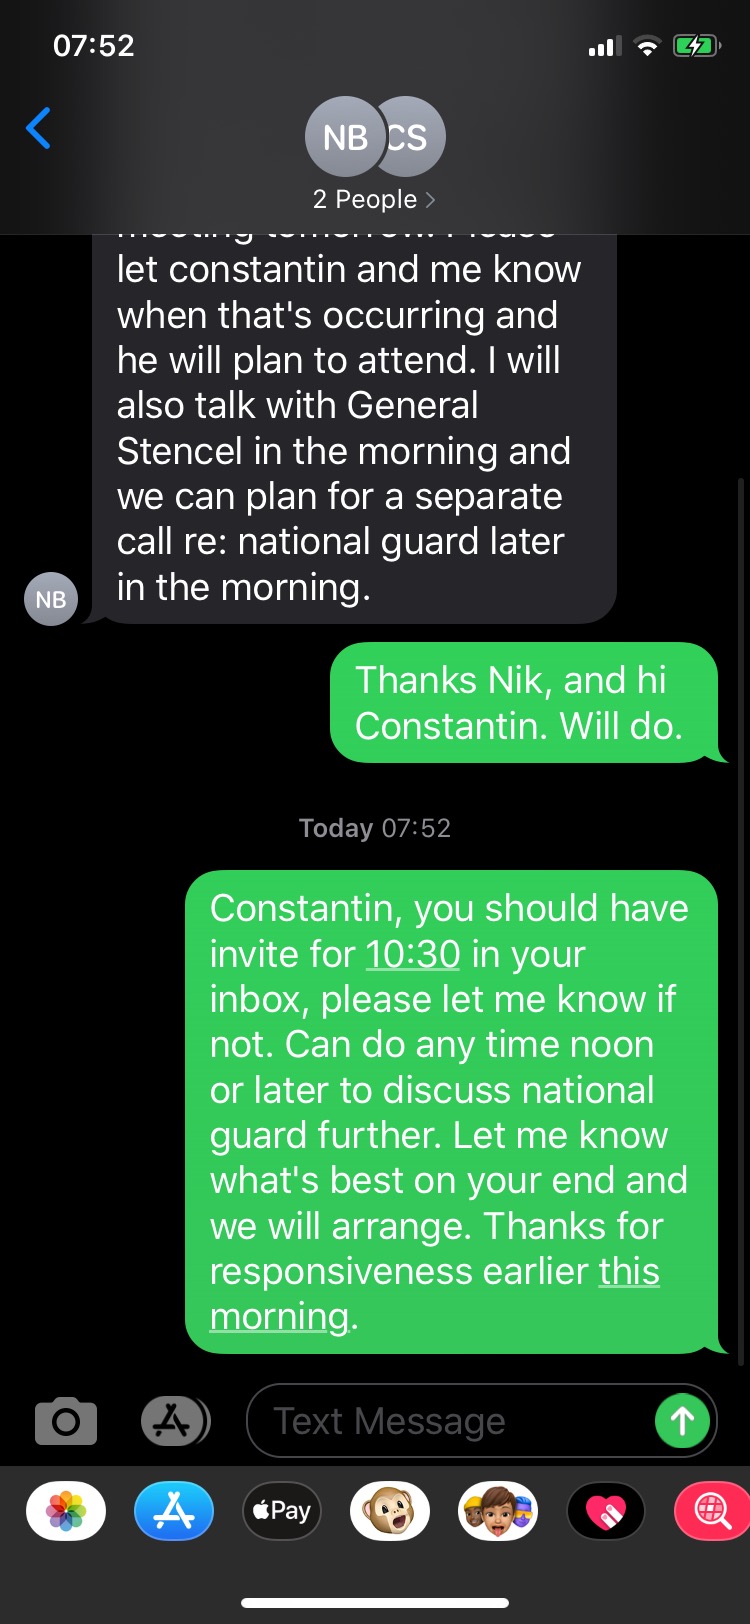 07:52
NB CS
2 People
meeting tomorrow. Please
let constantin and me know
when that's occurring and
he will plan to attend. I will
also talk with General
Stencel in the morning and
we can plan for a separate
call re: national guard later
in the morning.
NB
Thanks Nik, and hi
Constantin. Will do.
Today 07:52
Constantin, you should have
invite for 10:30 in your
inbox, please let me know if
not. Can do any time noon
or later to discuss national
guard further. Let me know
what's best on your end and
we will arrange. Thanks for
responsiveness earlier this
morning.
Text Message
Pay